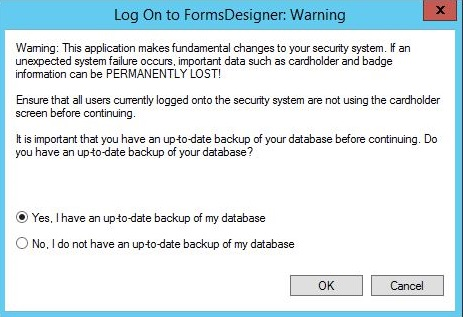 Log On to FormsDesigner: Warning
x
Warning: This application makes fundamental changes to your security system. If an
unexpected system failure occurs, important data such as cardholder and badge
information can be PERMANENTLY LOST!
Ensure that all users currently logged onto the security system are not using the cardholder
screen before continuing.
It is important that you have an up-to-date backup of your database before continuing. Do
you have an up-to-date backup of your database?
Yes, I have an up-to-date backup of my database
No, I do not have an up-to-date backup of my database
OK
Cancel